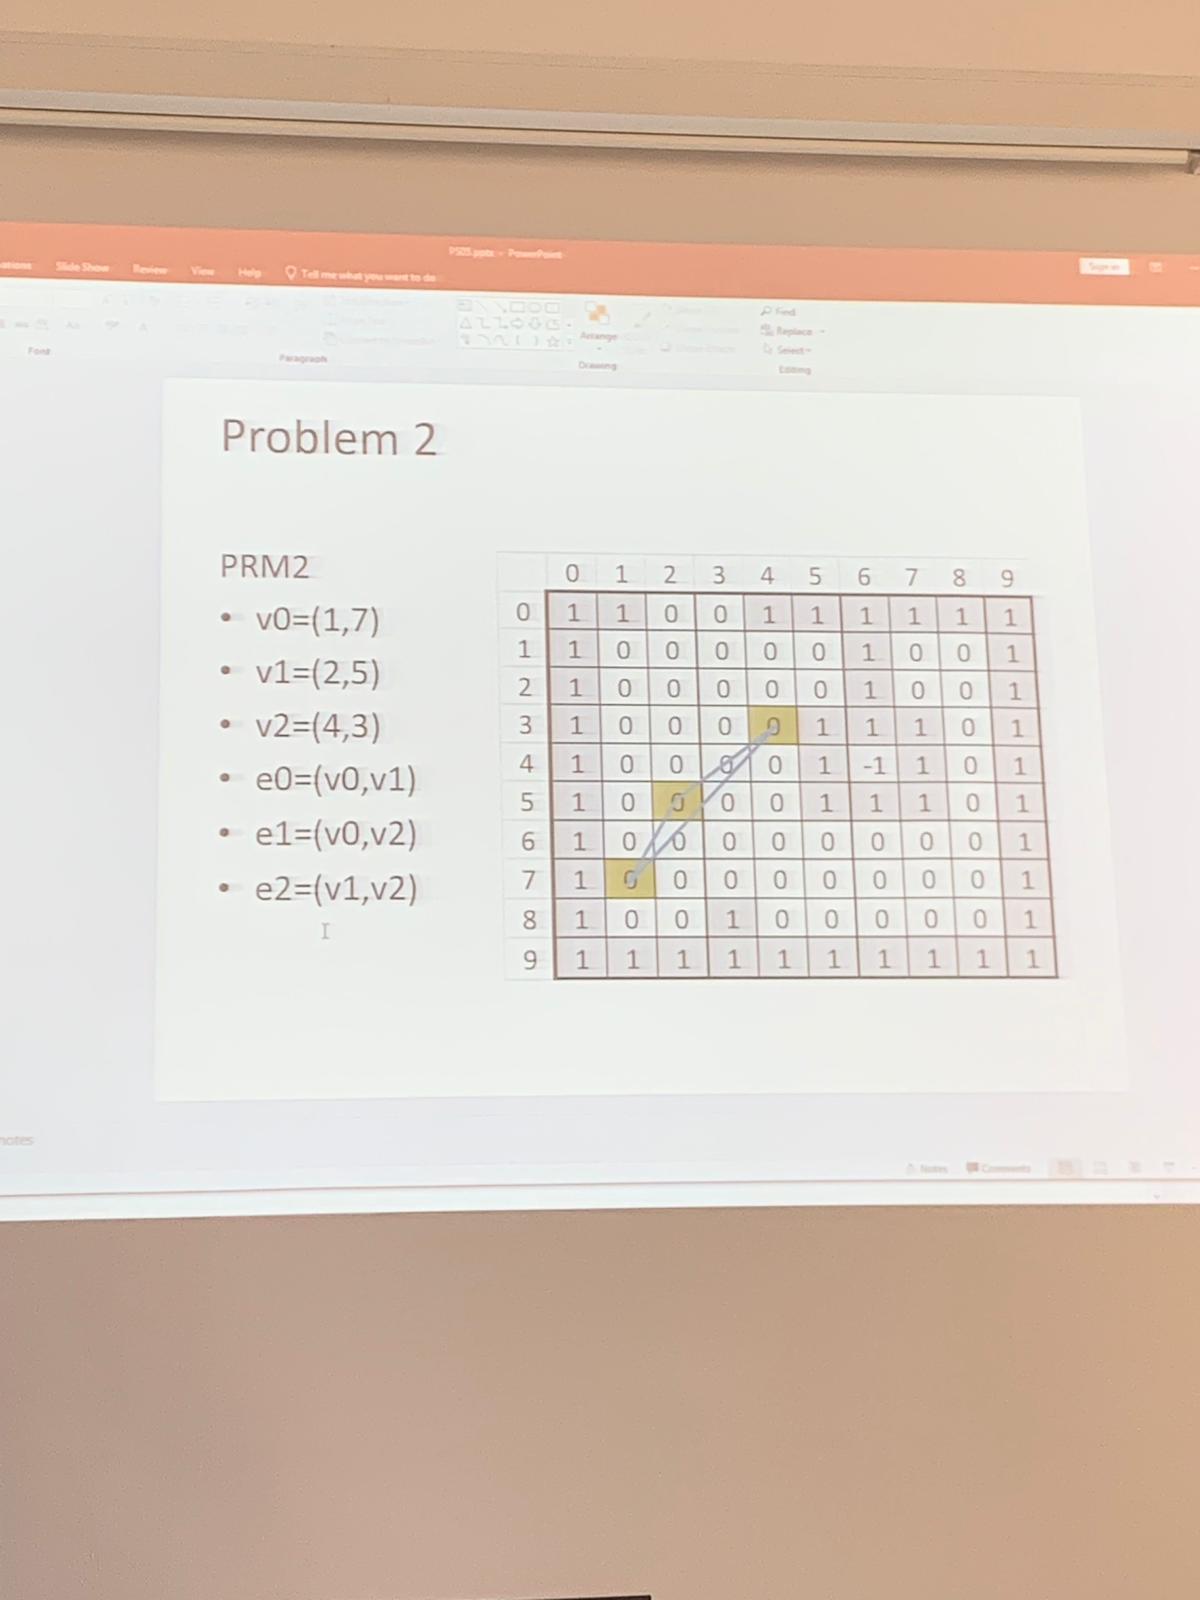 PS05.pptx - PowerPoint
Sign in
Slide Show Review View Help Tell me what you want to do
Find
Replace
Select
Arrange
Font Paragraph Drawing Editing
Problem 2
PRM2
• v0=(1,7)
• v1=(2,5)
• v2=(4,3)
• e0=(v0,v1)
• e1=(v0,v2)
• e2=(v1,v2)
0 1 2 3 4 5 6 7 8 9
0 1 1 0 0 1 1 1 1 1 1
1 1 0 0 0 0 0 1 0 0 1
2 1 0 0 0 0 0 1 0 0 1
3 1 0 0 0 0 1 1 1 0 1
4 1 0 0 0 0 1 -1 1 0 1
5 1 0 0 0 0 1 1 1 0 1
6 1 0 0 0 0 0 0 0 0 1
7 1 0 0 0 0 0 0 0 0 1
8 1 0 0 1 0 0 0 0 0 1
9 1 1 1 1 1 1 1 1 1 1
notes
Notes Comments